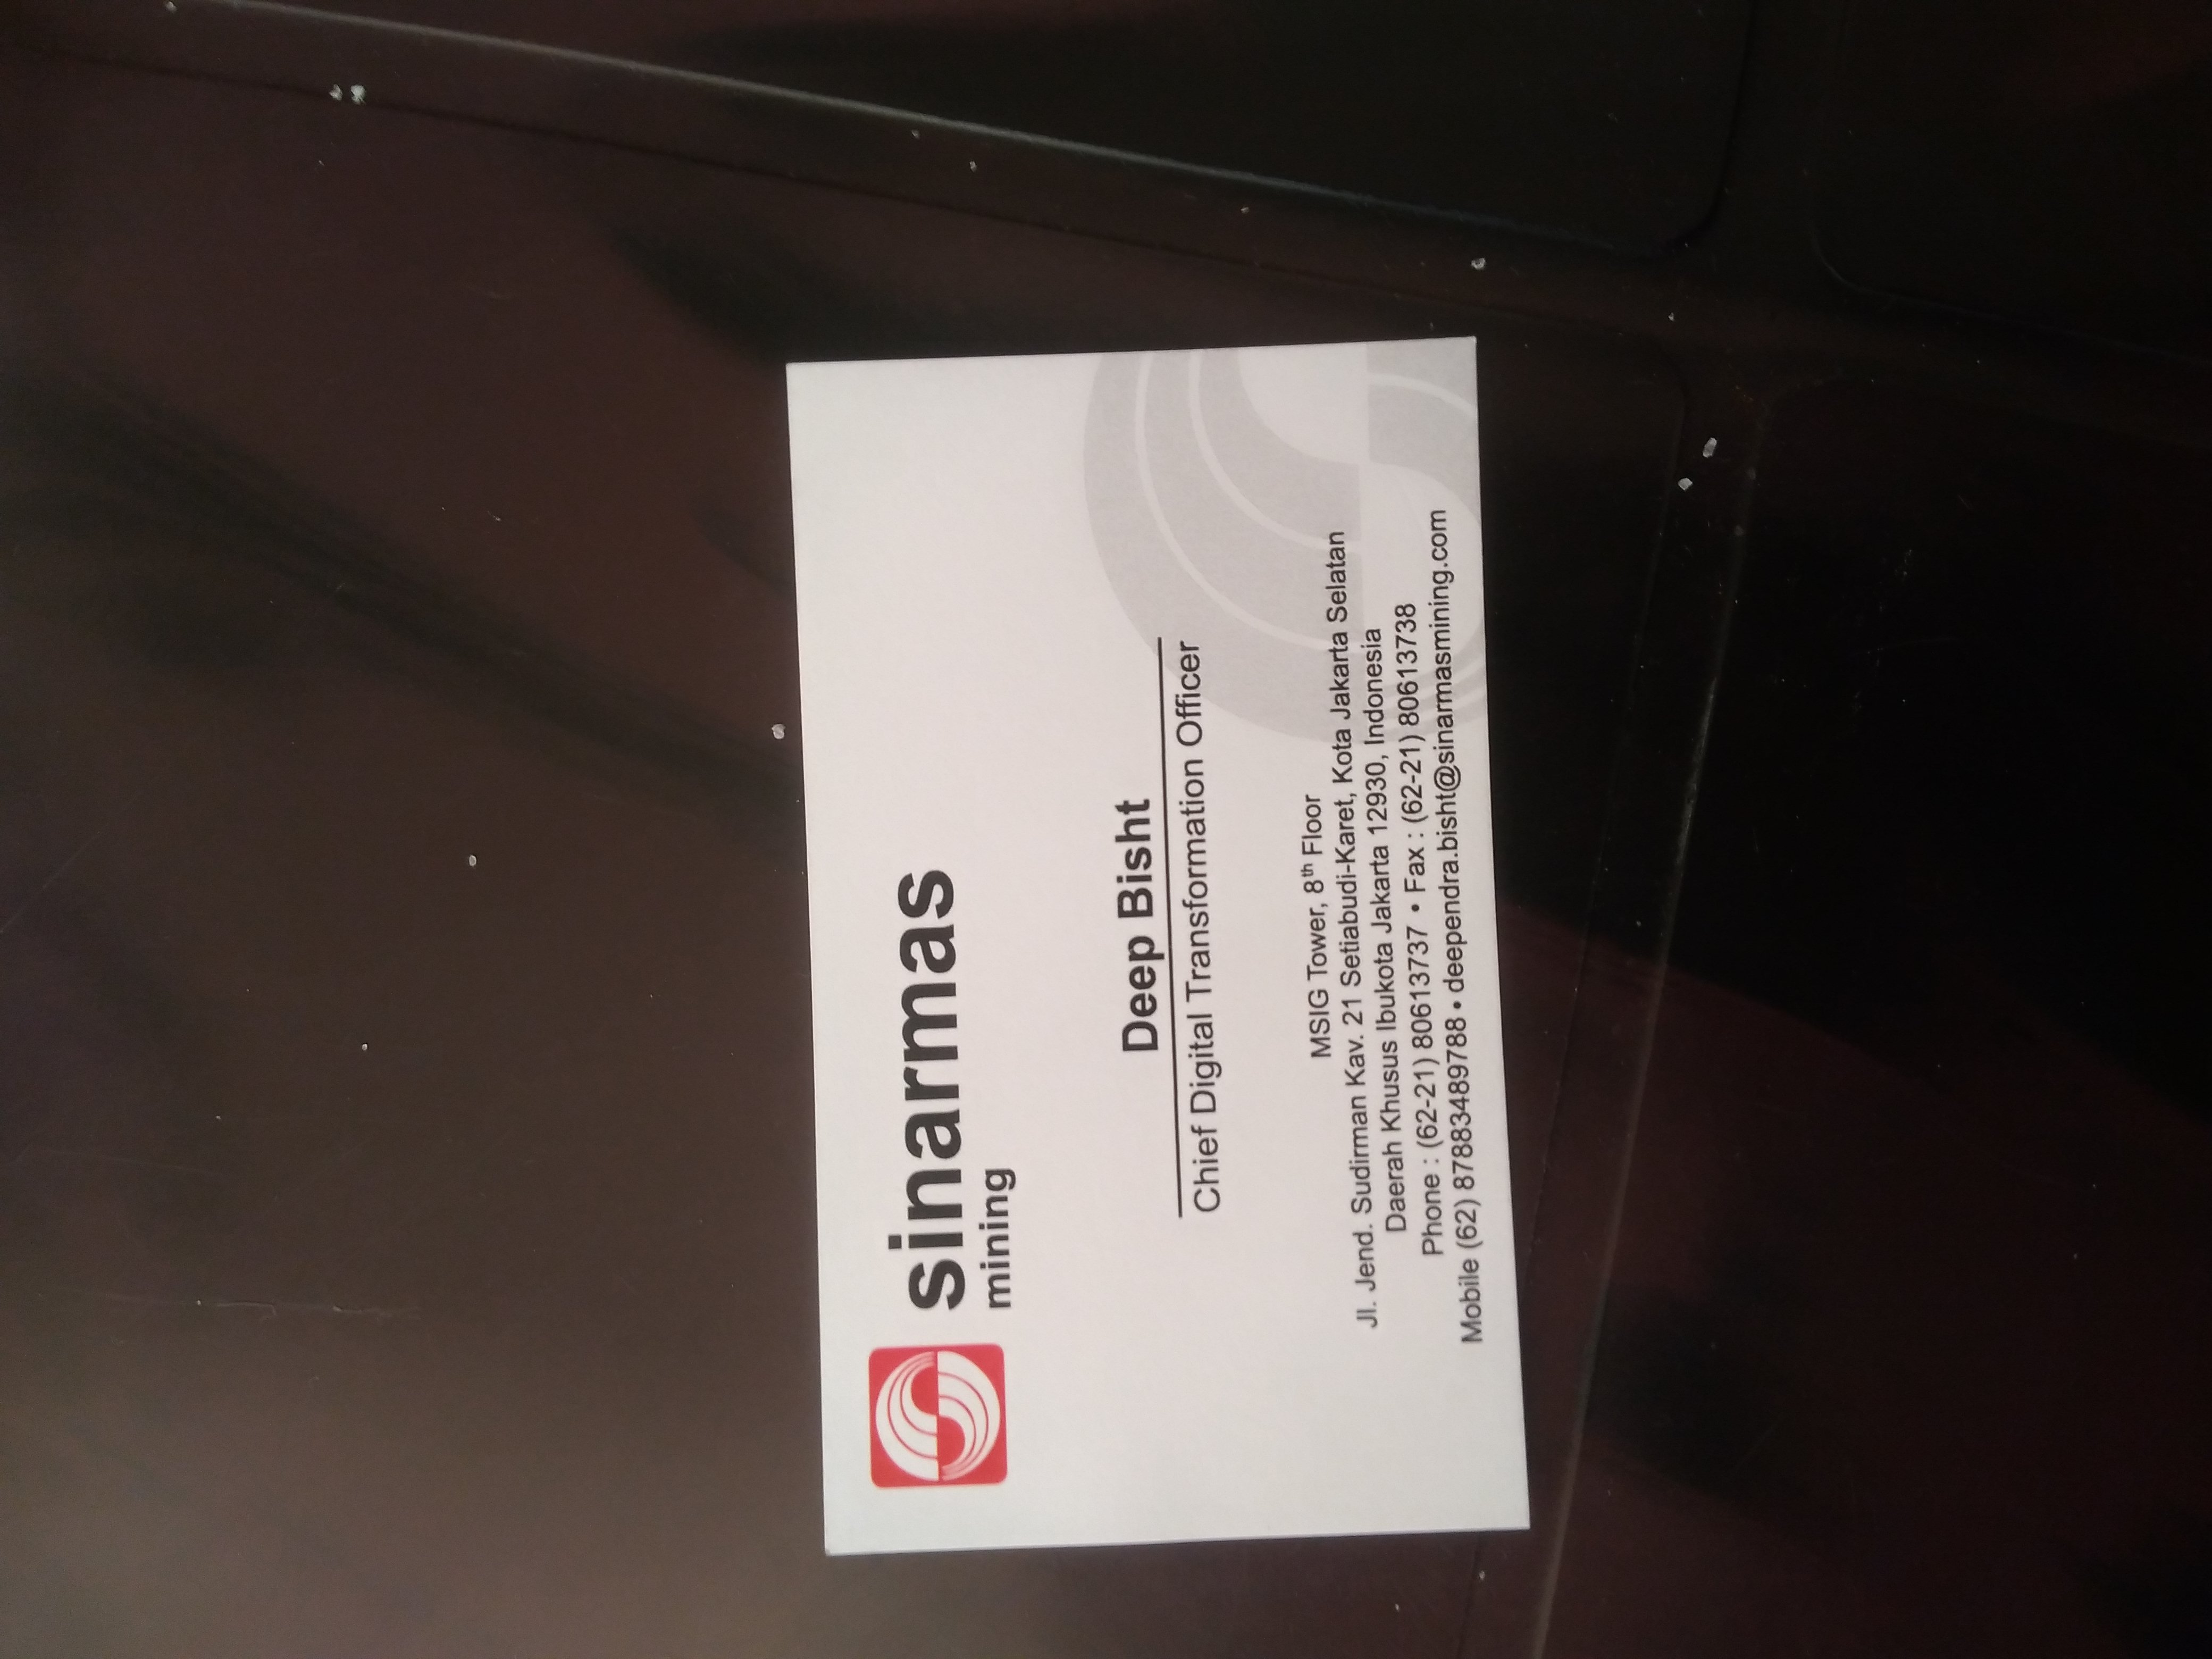 sinarmas
mining
Deep Bisht
Chief Digital Transformation Officer
MSIG Tower, 8th Floor
Jl. Jend. Sudirman Kav. 21 Setiabudi-Karet, Kota Jakarta Selatan
Daerah Khusus Ibukota Jakarta 12930, Indonesia
Phone : (62-21) 80613737 • Fax : (62-21) 80613738
Mobile (62) 87883489788 • deependra.bisht@sinarmasmining.com